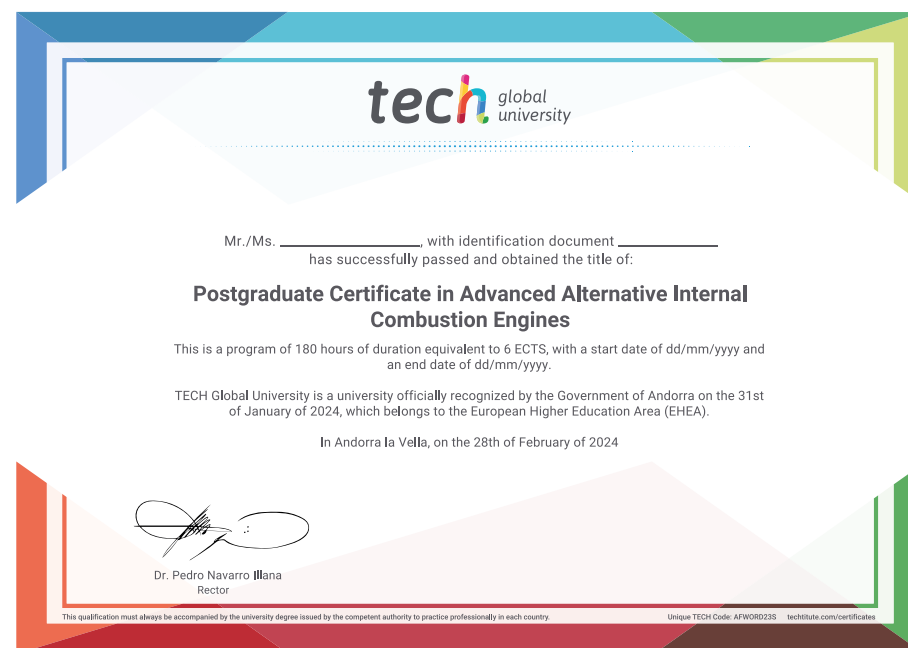 tech global
university
Mr./Ms. ____________________, with identification document ______________
has successfully passed and obtained the title of:
Postgraduate Certificate in Advanced Alternative Internal
Combustion Engines
This is a program of 180 hours of duration equivalent to 6 ECTS, with a start date of dd/mm/yyyy and
an end date of dd/mm/yyyy.
TECH Global University is a university officially recognized by the Government of Andorra on the 31st
of January of 2024, which belongs to the European Higher Education Area (EHEA).
In Andorra la Vella, on the 28th of February of 2024
Dr. Pedro Navarro Illana
Rector
This qualification must always be accompanied by the university degree issued by the competent authority to practice professionally in each country.
Unique TECH Code: AFWORD23S techtitute.com/certificates